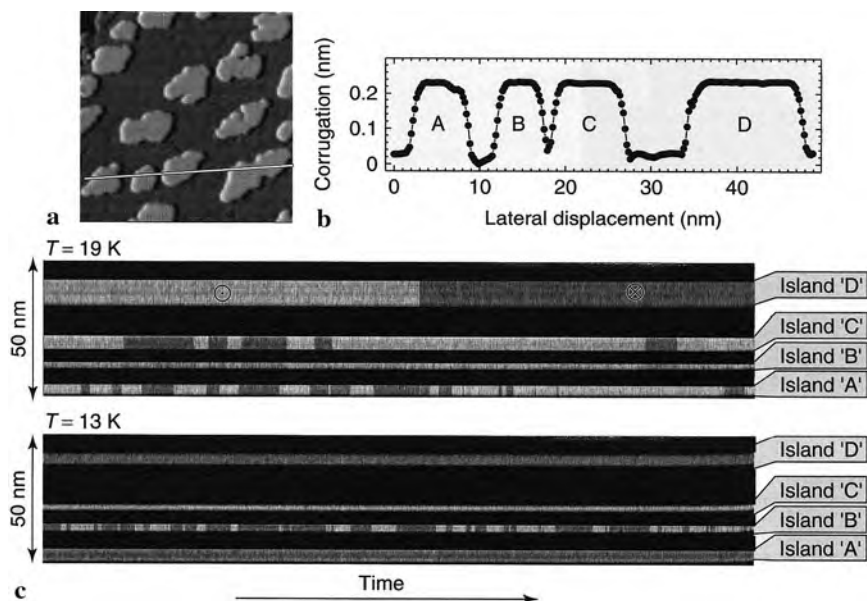 a
b
Corrugation (nm)
0.2
0.1
0
A
B
C
D
0
10
20
30
40
Lateral displacement (nm)
T = 19 K
50 nm
Island 'D'
Island 'C'
Island 'B'
Island 'A'
T = 13 K
50 nm
Island 'D'
Island 'C'
Island 'B'
Island 'A'
c
Time